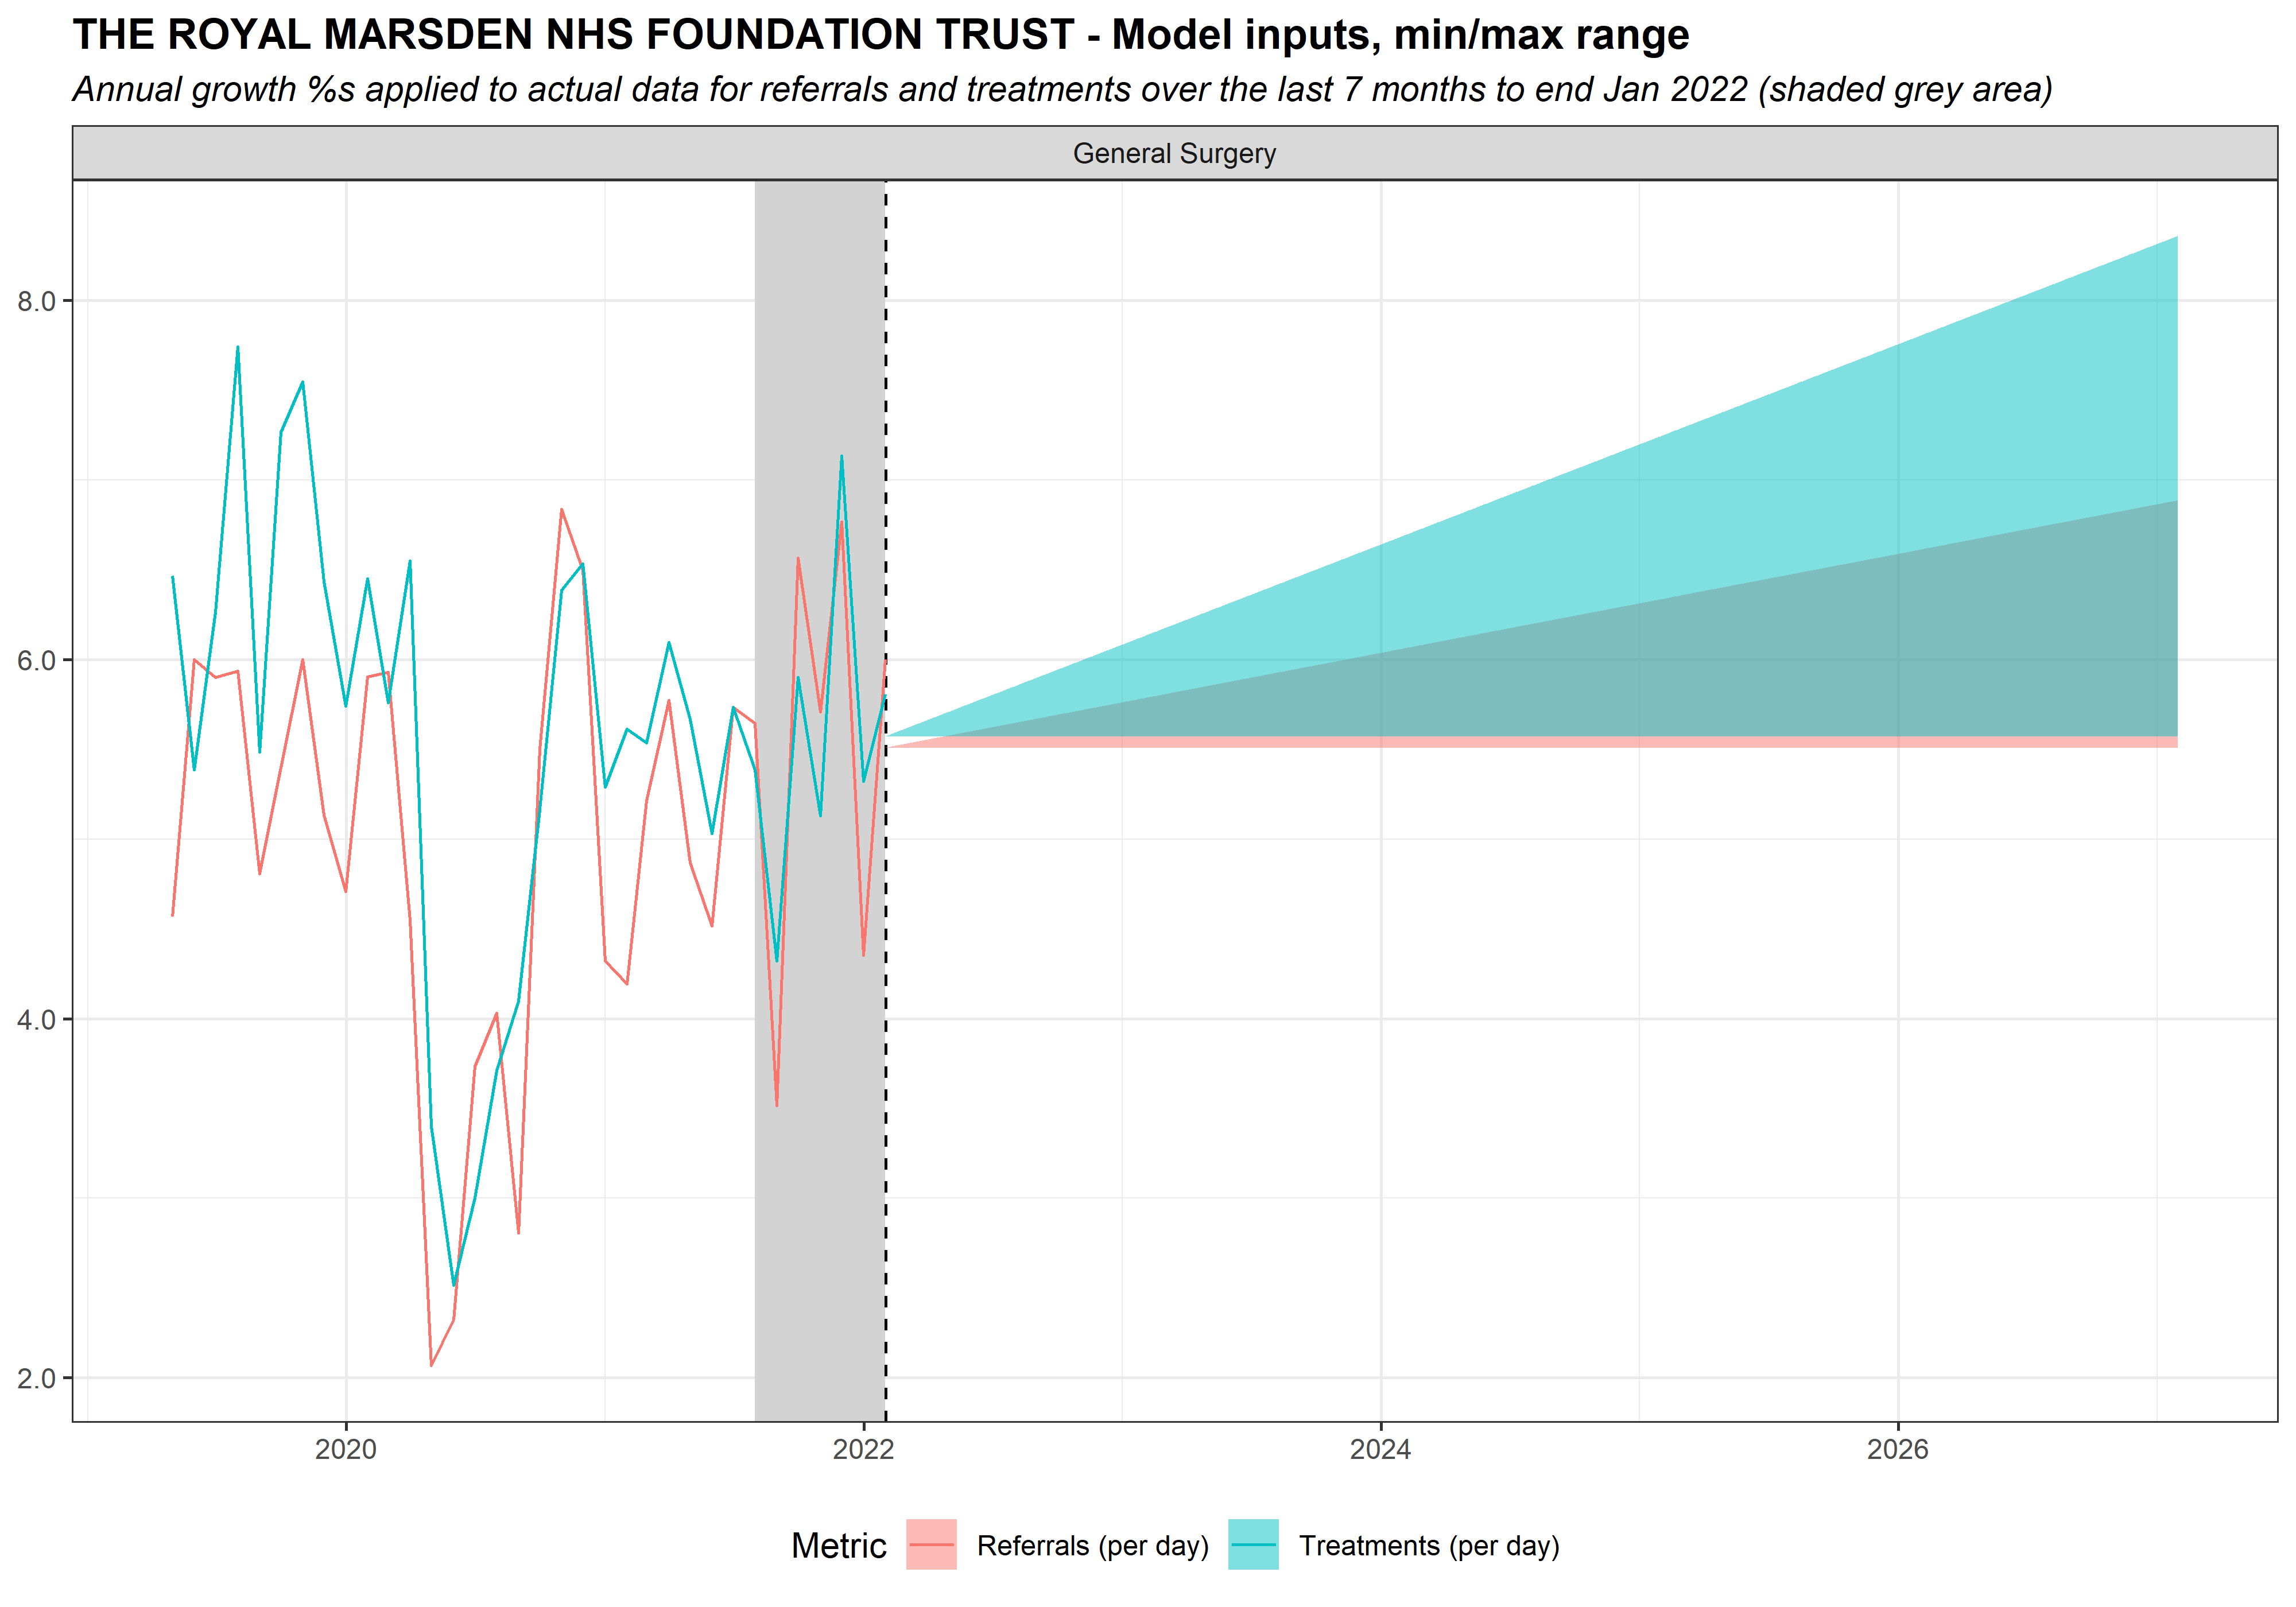 THE ROYAL MARSDEN NHS FOUNDATION TRUST - Model inputs, min/max range
Annual growth %s applied to actual data for referrals and treatments over the last 7 months to end Jan 2022 (shaded grey area)
General Surgery
8.0
6.0
4.0
2.0
2020 2022 2024 2026
Metric Referrals (per day) Treatments (per day)